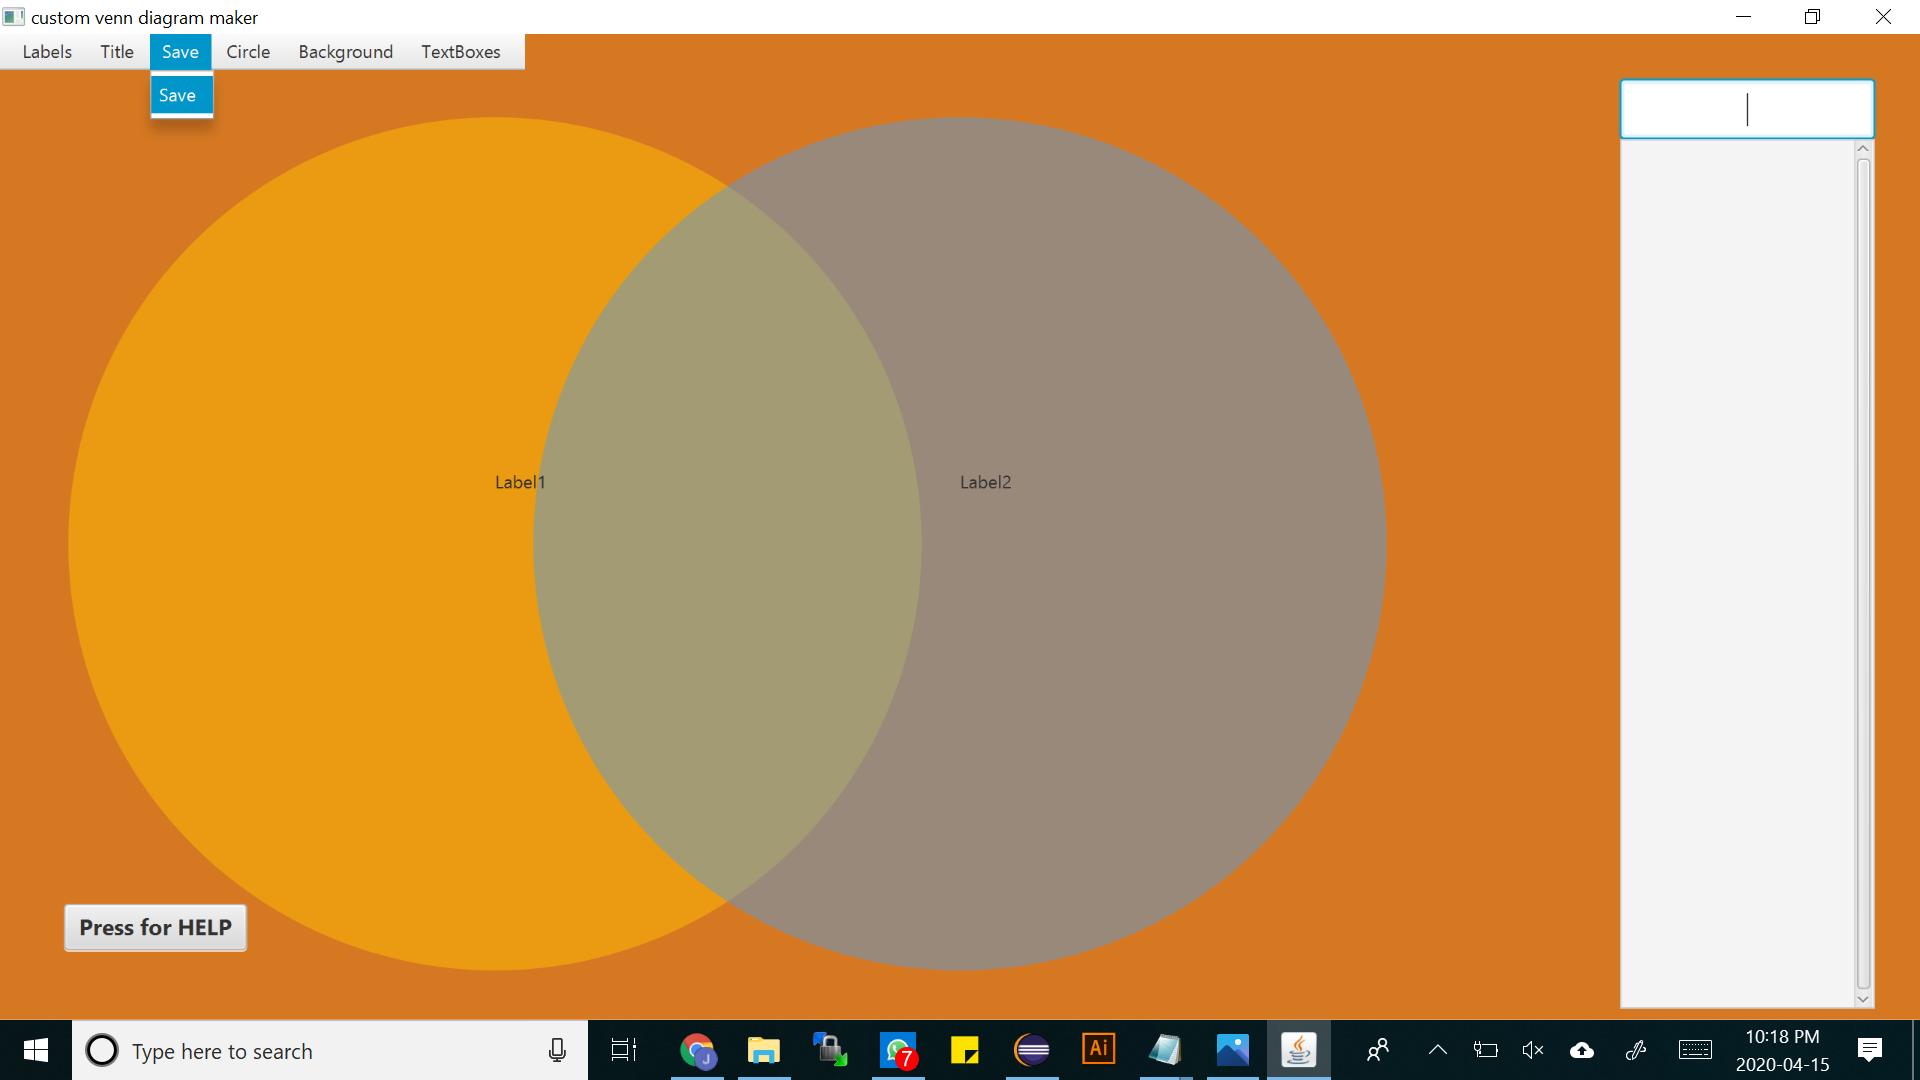 custom venn diagram maker
Labels Title Save Circle Background TextBoxes
Save
Label1 Label2
Press for HELP
Type here to search
7
Ai
J
10:18 PM
2020-04-15